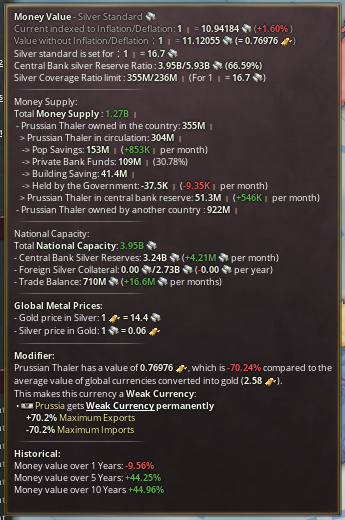 Money Value - Silver Standard
Current indexed to Inflation/Deflation: 1 = 10.94184 (+1.60%)
Value without Inflation/Deflation : 1 = 11.12055 (= 0.76976 )
Silver standard is set for : 1 = 16.7
Central Bank silver Reserve Ratio : 3.95B/5.93B (66.59%)
Silver Coverage Ratio limit : 355M/236M (For 1 = 16.7 )
Money Supply:
Total Money Supply : 1.27B
- Prussian Thaler owned in the country: 355M
> Prussian Thaler in circulation: 304M
-> Pop Savings: 153M (+853K per month)
-> Private Bank Funds: 109M (30.78%)
-> Building Saving: 41.4M
-> Held by the Government: -37.5K (-9.35K per month)
> Prussian Thaler in central bank reserve: 51.3M (+546K per month)
- Prussian Thaler owned by another country : 922M
National Capacity:
Total National Capacity: 3.95B
- Central Bank Silver Reserves: 3.24B (+4.21M per month)
- Foreign Silver Collateral: 0.00 /2.73B (-0.00 per year)
- Trade Balance: 710M (+16.6M per months)
Global Metal Prices:
- Gold price in Silver: 1 = 14.4
- Silver price in Gold: 1 = 0.06
Modifier:
Prussian Thaler has a value of 0.76976 , which is -70.24% compared to the
average value of global currencies converted into gold (2.58 ).
This makes this currency a Weak Currency:
• Prussia gets Weak Currency permanently
+70.2% Maximum Exports
-70.2% Maximum Imports
Historical:
Money value over 1 Years: -9.56%
Money value over 5 Years: +44.25%
Money value over 10 Years +44.96%